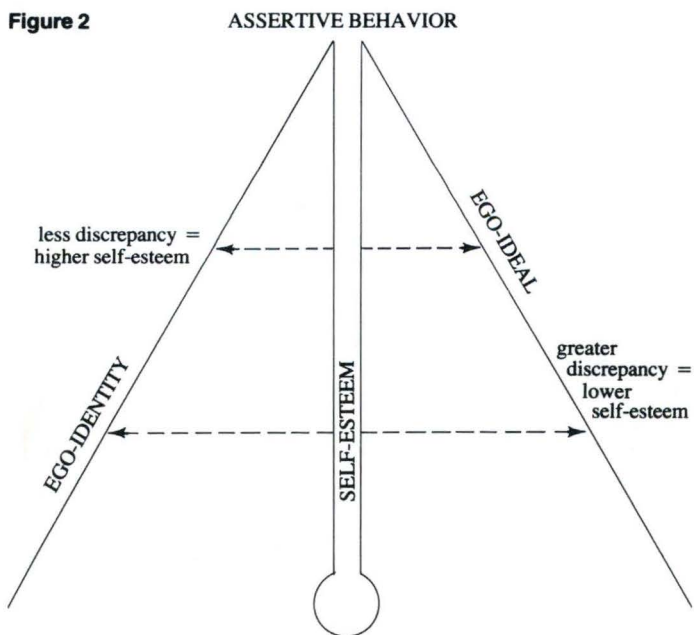 Figure 2
ASSERTIVE BEHAVIOR
less discrepancy =
higher self-esteem
EGO-IDEAL
greater
discrepancy =
lower
self-esteem
EGO-IDENTITY
SELF-ESTEEM